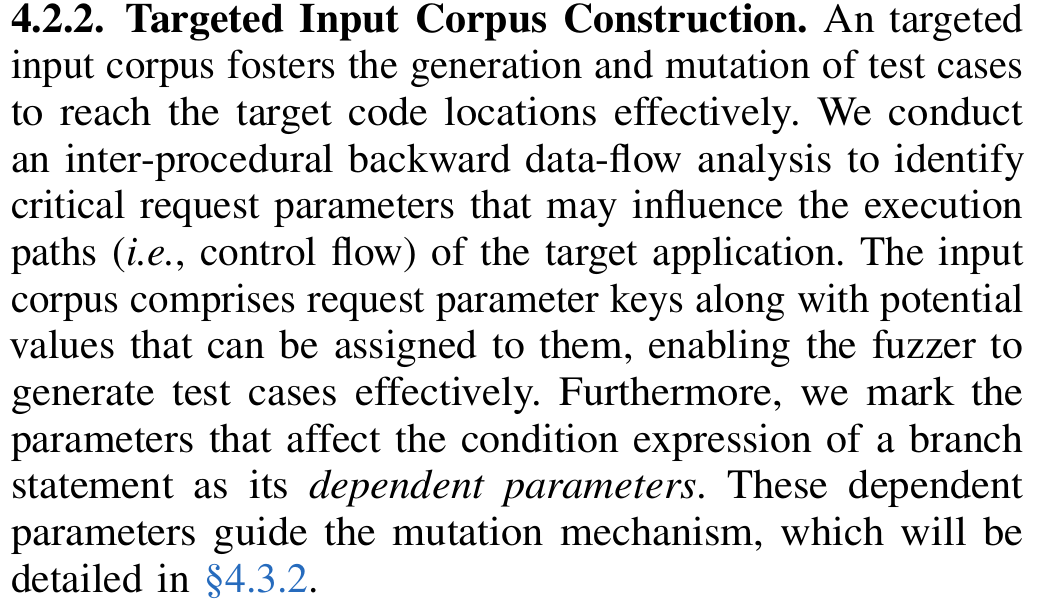 4.2.2. Targeted Input Corpus Construction. An targeted
input corpus fosters the generation and mutation of test cases
to reach the target code locations effectively. We conduct
an inter-procedural backward data-flow analysis to identify
critical request parameters that may influence the execution
paths (i.e., control flow) of the target application. The input
corpus comprises request parameter keys along with potential
values that can be assigned to them, enabling the fuzzer to
generate test cases effectively. Furthermore, we mark the
parameters that affect the condition expression of a branch
statement as its dependent parameters. These dependent
parameters guide the mutation mechanism, which will be
detailed in §4.3.2.